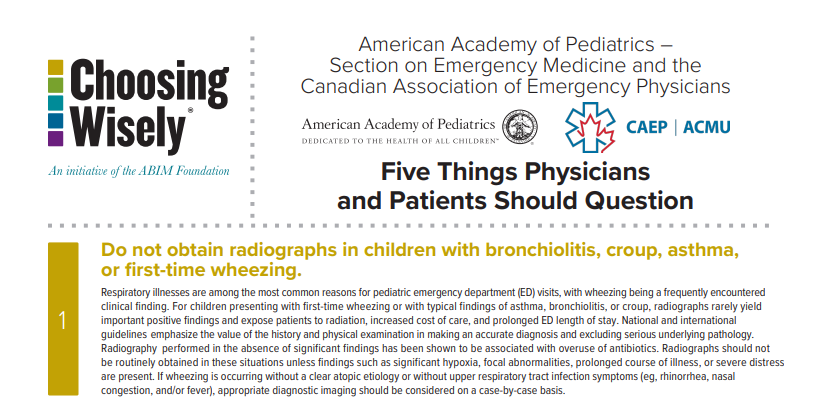 Choosing
Wisely®
An initiative of the ABIM Foundation
American Academy of Pediatrics –
Section on Emergency Medicine and the
Canadian Association of Emergency Physicians
American Academy of Pediatrics
DEDICATED TO THE HEALTH OF ALL CHILDREN™
CAEP | ACMU
Five Things Physicians
and Patients Should Question
1
Do not obtain radiographs in children with bronchiolitis, croup, asthma,
or first-time wheezing.
Respiratory illnesses are among the most common reasons for pediatric emergency department (ED) visits, with wheezing being a frequently encountered
clinical finding. For children presenting with first-time wheezing or with typical findings of asthma, bronchiolitis, or croup, radiographs rarely yield
important positive findings and expose patients to radiation, increased cost of care, and prolonged ED length of stay. National and international
guidelines emphasize the value of the history and physical examination in making an accurate diagnosis and excluding serious underlying pathology.
Radiography performed in the absence of significant findings has been shown to be associated with overuse of antibiotics. Radiographs should not
be routinely obtained in these situations unless findings such as significant hypoxia, focal abnormalities, prolonged course of illness, or severe distress
are present. If wheezing is occurring without a clear atopic etiology or without upper respiratory tract infection symptoms (eg, rhinorrhea, nasal
congestion, and/or fever), appropriate diagnostic imaging should be considered on a case-by-case basis.